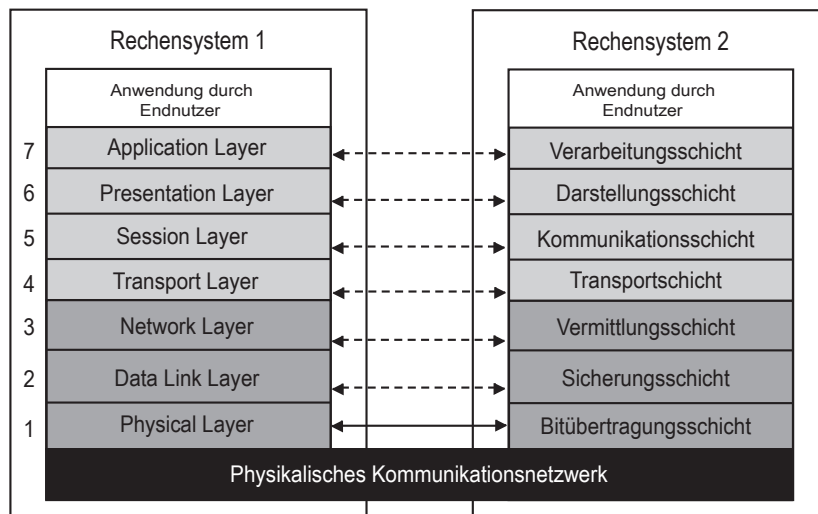 Rechensystem 1
Rechensystem 2
Anwendung durch
Endnutzer
Anwendung durch
Endnutzer
7 Application Layer Verarbeitungsschicht
6 Presentation Layer Darstellungsschicht
5 Session Layer Kommunikationsschicht
4 Transport Layer Transportschicht
3 Network Layer Vermittlungsschicht
2 Data Link Layer Sicherungsschicht
1 Physical Layer Bitübertragungsschicht
Physikalisches Kommunikationsnetzwerk